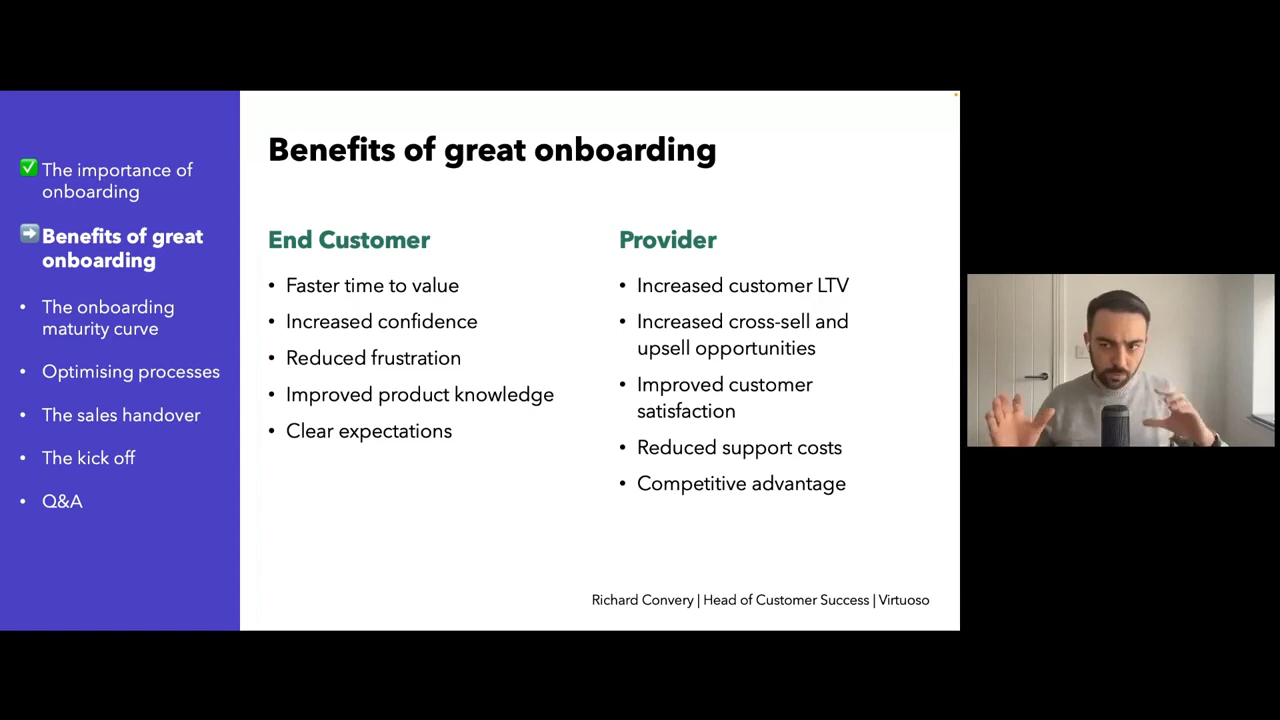 ✅ The importance of
onboarding
➡️ Benefits of great
onboarding
• The onboarding
maturity curve
• Optimising processes
• The sales handover
• The kick off
• Q&A
Benefits of great onboarding
End Customer
• Faster time to value
• Increased confidence
• Reduced frustration
• Improved product knowledge
• Clear expectations
Provider
• Increased customer LTV
• Increased cross-sell and
upsell opportunities
• Improved customer
satisfaction
• Reduced support costs
• Competitive advantage
Richard Convery | Head of Customer Success | Virtuoso